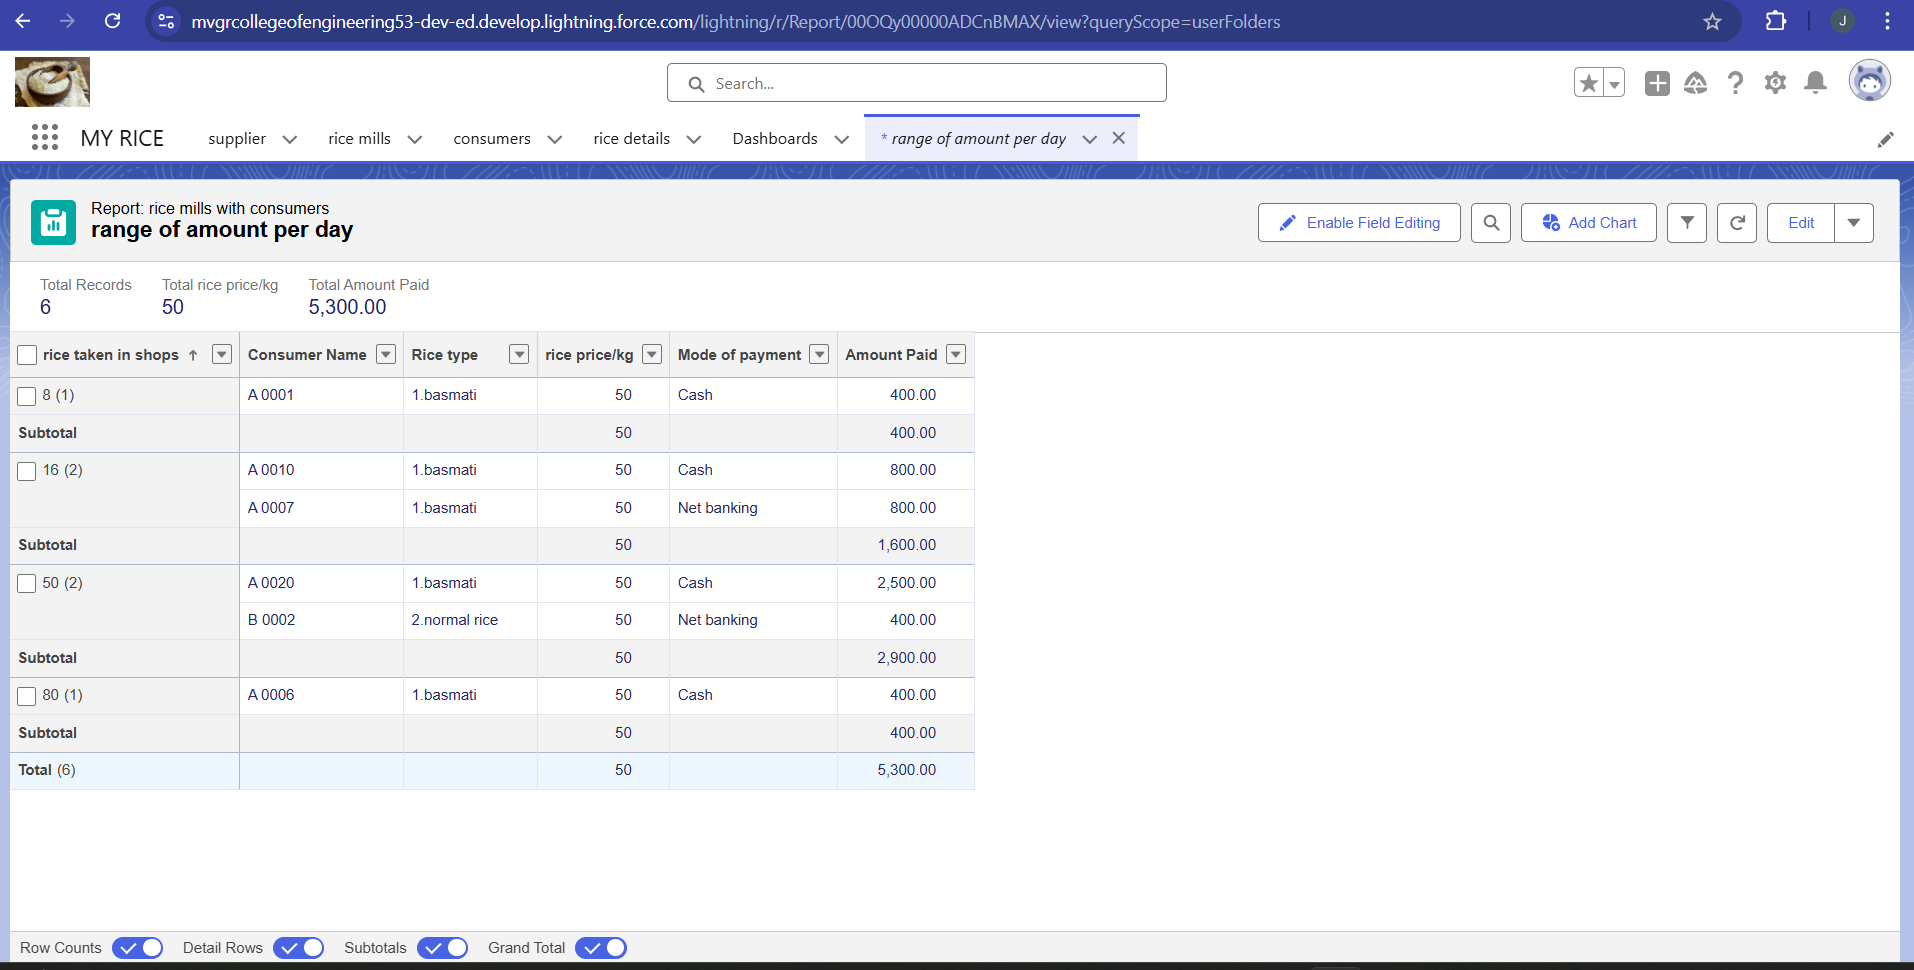 mvgrcollegeofengineering53-dev-ed.develop.lightning.force.com/lightning/r/Report/00OQy00000ADCnBMAX/view?queryScope=userFolders
J
Search...
MY RICE supplier rice mills consumers rice details Dashboards * range of amount per day
Report: rice mills with consumers
range of amount per day
Enable Field Editing Add Chart Edit
Total Records Total rice price/kg Total Amount Paid
6 50 5,300.00
rice taken in shops ↑ Consumer Name Rice type rice price/kg Mode of payment Amount Paid
8 (1) A 0001 1.basmati 50 Cash 400.00
Subtotal 50 400.00
16 (2) A 0010 1.basmati 50 Cash 800.00
A 0007 1.basmati 50 Net banking 800.00
Subtotal 50 1,600.00
50 (2) A 0020 1.basmati 50 Cash 2,500.00
B 0002 2.normal rice 50 Net banking 400.00
Subtotal 50 2,900.00
80 (1) A 0006 1.basmati 50 Cash 400.00
Subtotal 50 400.00
Total (6) 50 5,300.00
Row Counts Detail Rows Subtotals Grand Total